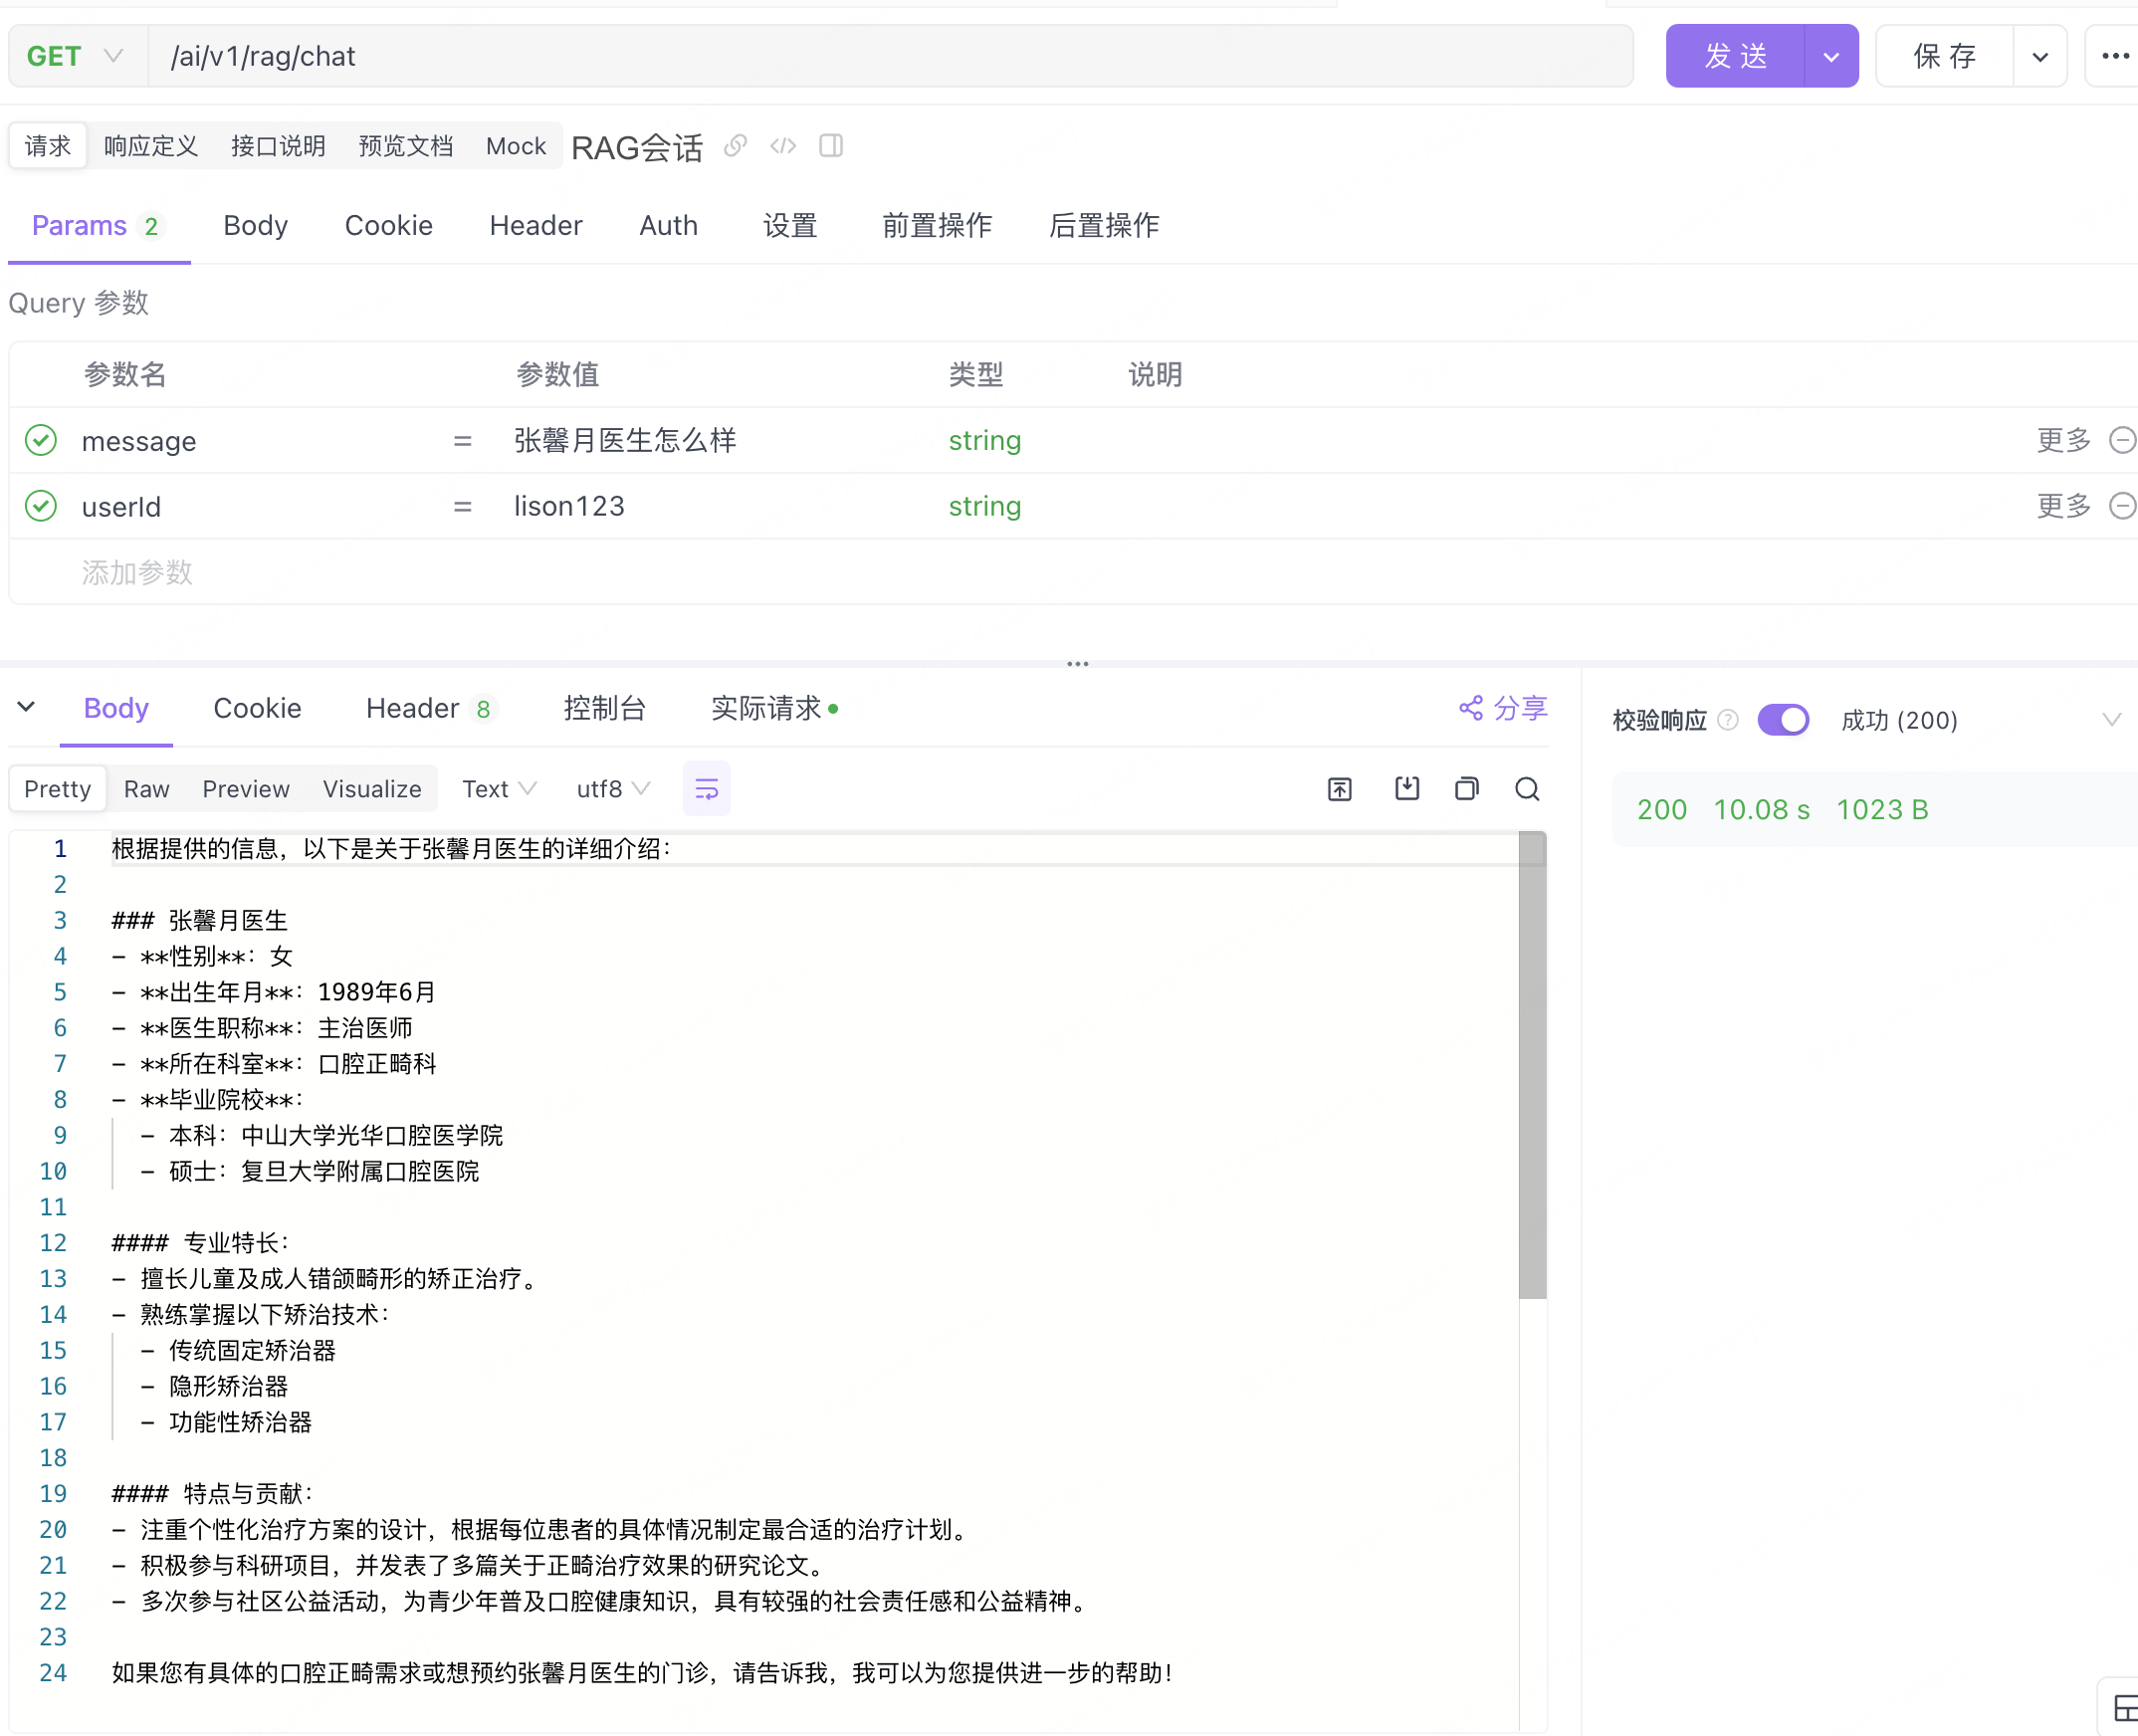 GET /ai/v1/rag/chat 发 送 保 存
请求 响应定义 接口说明 预览文档 Mock RAG会话
Params 2 Body Cookie Header Auth 设置 前置操作 后置操作
Query 参数
参数名 参数值 类型 说明
message = 张馨月医生怎么样 string 更多
userId = lison123 string 更多
添加参数
Body Cookie Header 8 控制台 实际请求 分享
校验响应 ? 成功 (200)
Pretty Raw Preview Visualize Text utf8
200 10.08 s 1023 B
1 根据提供的信息，以下是关于张馨月医生的详细介绍：
2
3 ### 张馨月医生
4 - **性别**：女
5 - **出生年月**：1989年6月
6 - **医生职称**：主治医师
7 - **所在科室**：口腔正畸科
8 - **毕业院校**：
9 - 本科：中山大学光华口腔医学院
10 - 硕士：复旦大学附属口腔医院
11
12 #### 专业特长：
13 - 擅长儿童及成人错颌畸形的矫正治疗。
14 - 熟练掌握以下矫治技术：
15 - 传统固定矫治器
16 - 隐形矫治器
17 - 功能性矫治器
18
19 #### 特点与贡献：
20 - 注重个性化治疗方案的设计，根据每位患者的具体情况制定最合适的治疗计划。
21 - 积极参与科研项目，并发表了多篇关于正畸治疗效果的研究论文。
22 - 多次参与社区公益活动，为青少年普及口腔健康知识，具有较强的社会责任感和公益精神。
23
24 如果您有具体的口腔正畸需求或想预约张馨月医生的门诊，请告诉我，我可以为您提供进一步的帮助！